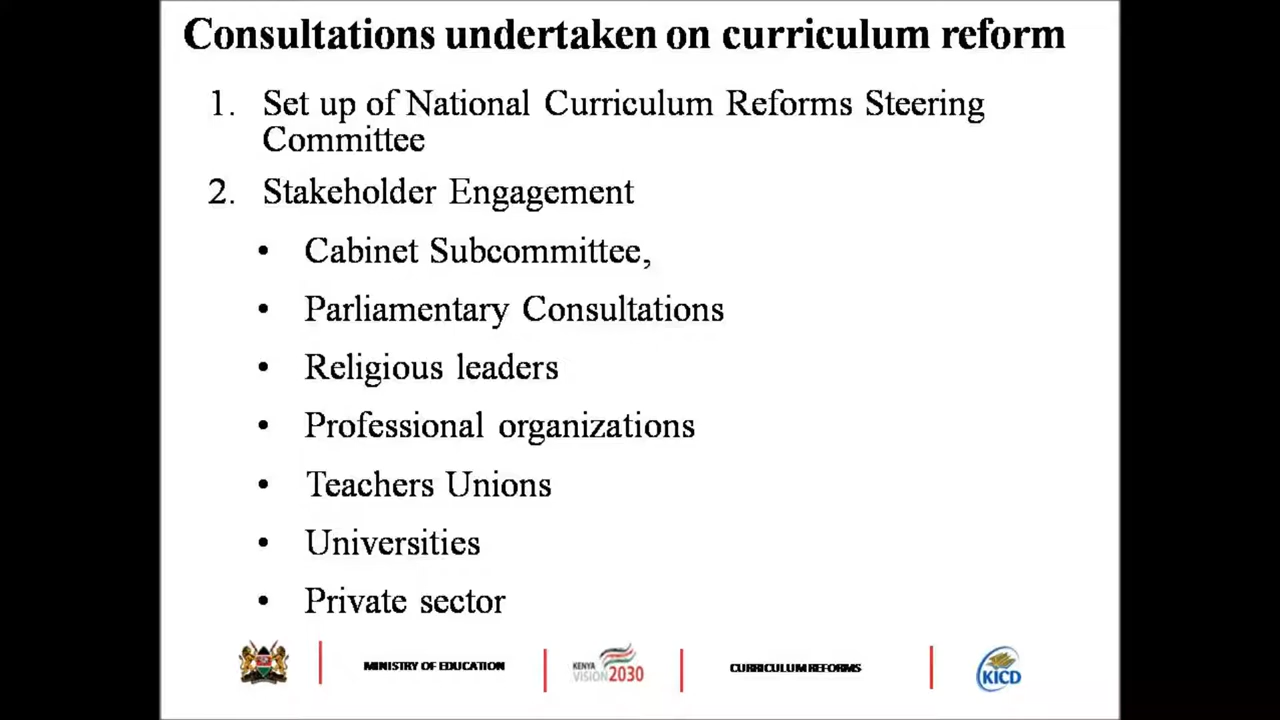 Consultations undertaken on curriculum reform
1. Set up of National Curriculum Reforms Steering
Committee
2. Stakeholder Engagement
• Cabinet Subcommittee,
• Parliamentary Consultations
• Religious leaders
• Professional organizations
• Teachers Unions
• Universities
• Private sector
MINISTRY OF EDUCATION
KENYA
VISION 2030
CURRICULUM REFORMS
KICD